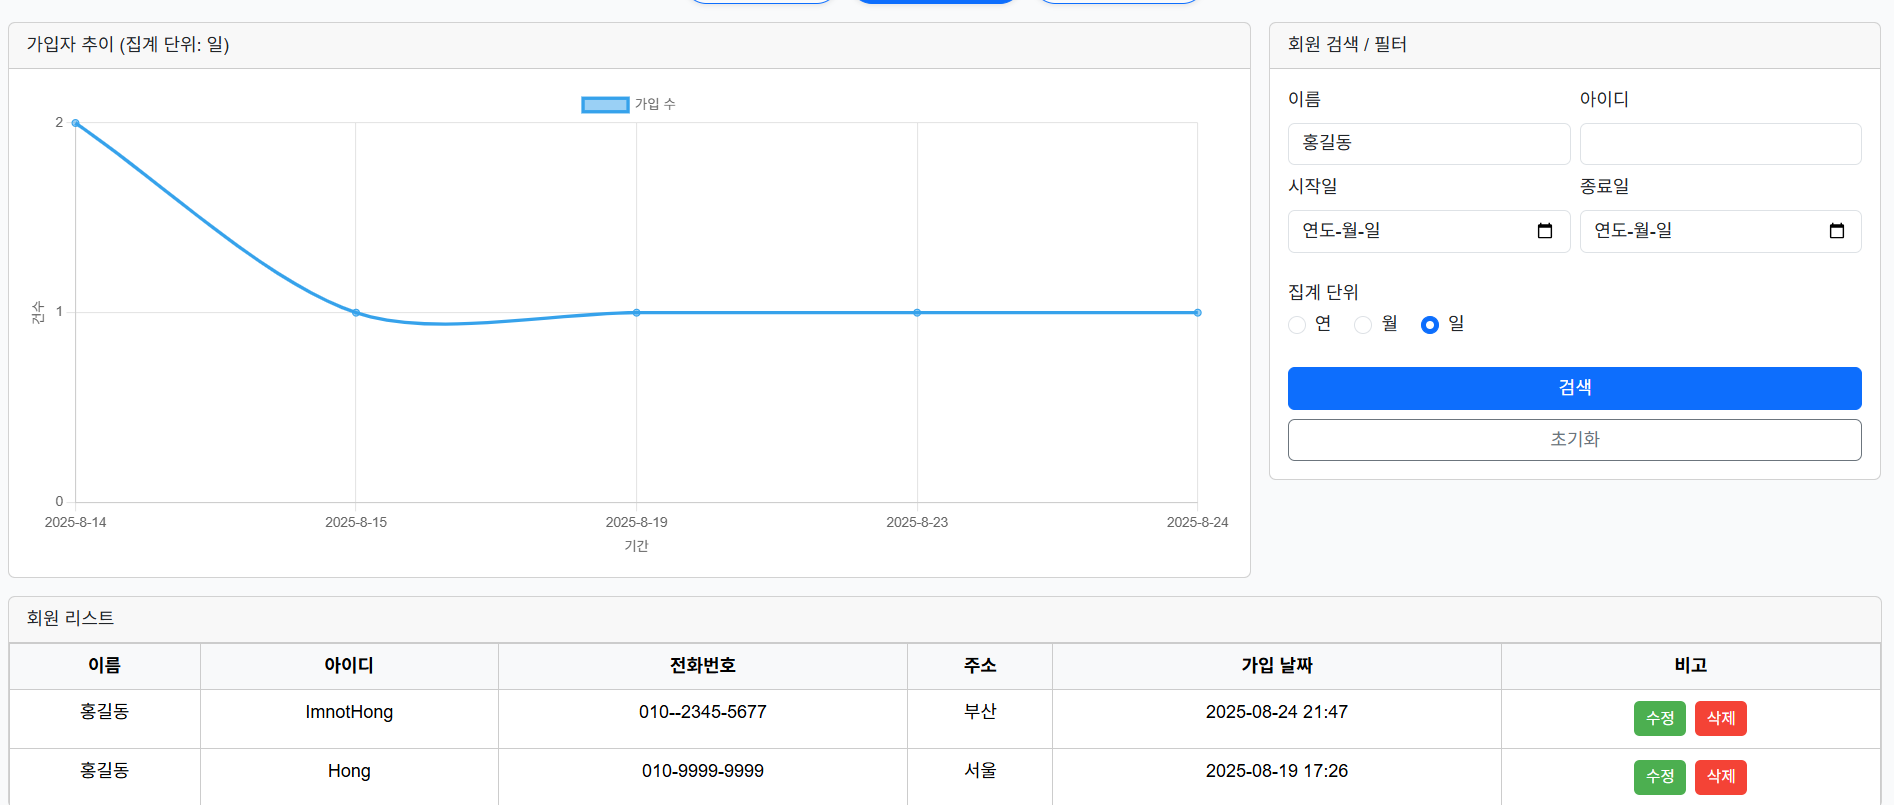 가입자 추이 (집계 단위: 일)
가입 수
2
1
0
건수
2025-8-14
2025-8-15
2025-8-19
2025-8-23
2025-8-24
기간
회원 검색 / 필터
이름
아이디
홍길동
시작일
종료일
연도-월-일
연도-월-일
집계 단위
연 월 일
검색
초기화
회원 리스트
이름 아이디 전화번호 주소 가입 날짜 비고
홍길동 ImnotHong 010--2345-5677 부산 2025-08-24 21:47 수정 삭제
홍길동 Hong 010-9999-9999 서울 2025-08-19 17:26 수정 삭제